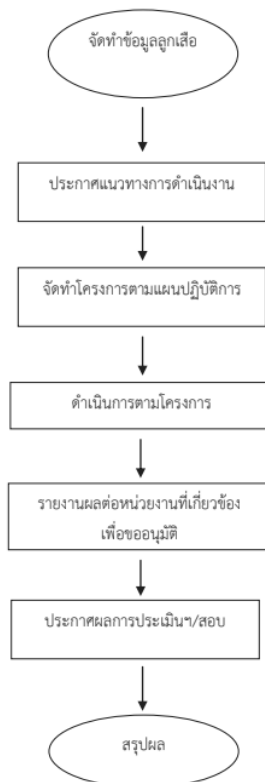 จัดทำข้อมูลลูกเสือ
ประกาศแนวทางการดำเนินงาน
จัดทำโครงการตามแผนปฏิบัติการ
ดำเนินการตามโครงการ
รายงานผลต่อหน่วยงานที่เกี่ยวข้อง
เพื่อขออนุมัติ
ประกาศผลการประเมินฯ/สอบ
สรุปผล